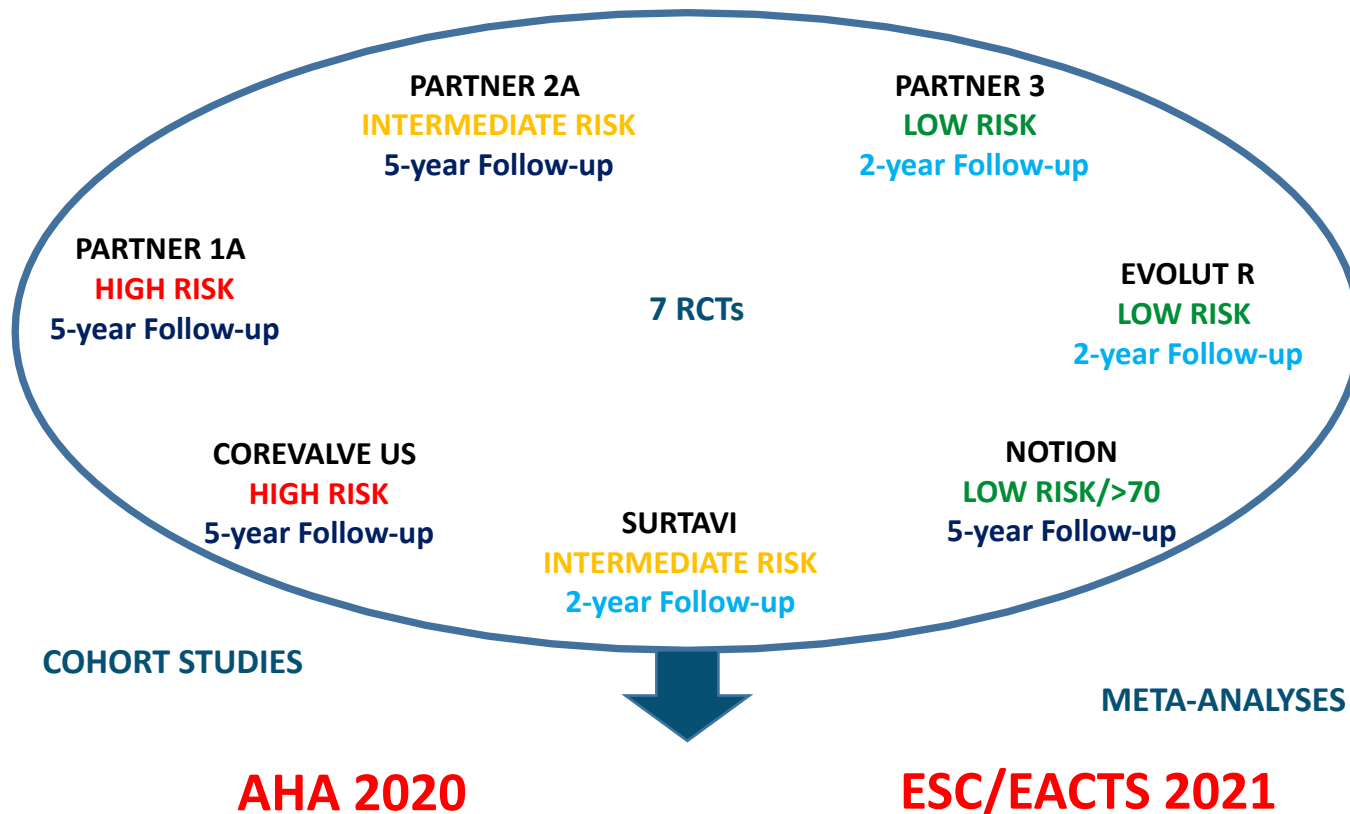 PARTNER 2A
INTERMEDIATE RISK
5-year Follow-up
PARTNER 3
LOW RISK
2-year Follow-up
PARTNER 1A
HIGH RISK
5-year Follow-up
7 RCTs
EVOLUT R
LOW RISK
2-year Follow-up
COREVALVE US
HIGH RISK
5-year Follow-up
SURTAVI
INTERMEDIATE RISK
2-year Follow-up
NOTION
LOW RISK/>70
5-year Follow-up
COHORT STUDIES
META-ANALYSES
AHA 2020
ESC/EACTS 2021